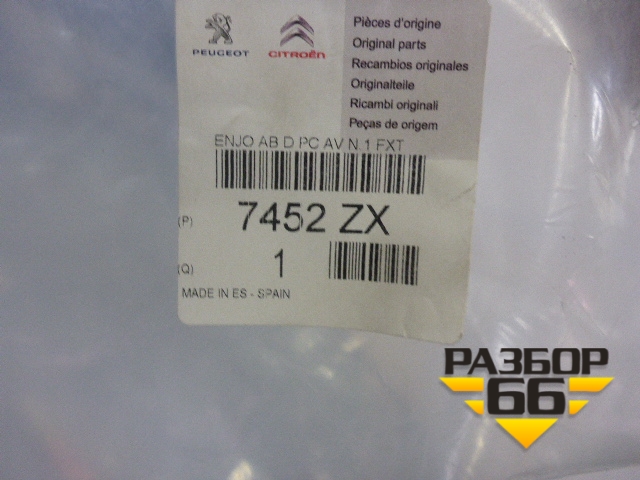 PEUGEOT
CITROËN
Pièces d'origine
Original parts
Recambios originales
Originalteile
Ricambi originali
Peças de origem
ENJO AB D PC AV N.1 FXT
(P) 7452 ZX
(Q) 1
MADE IN ES - SPAIN
РАЗБОР
66